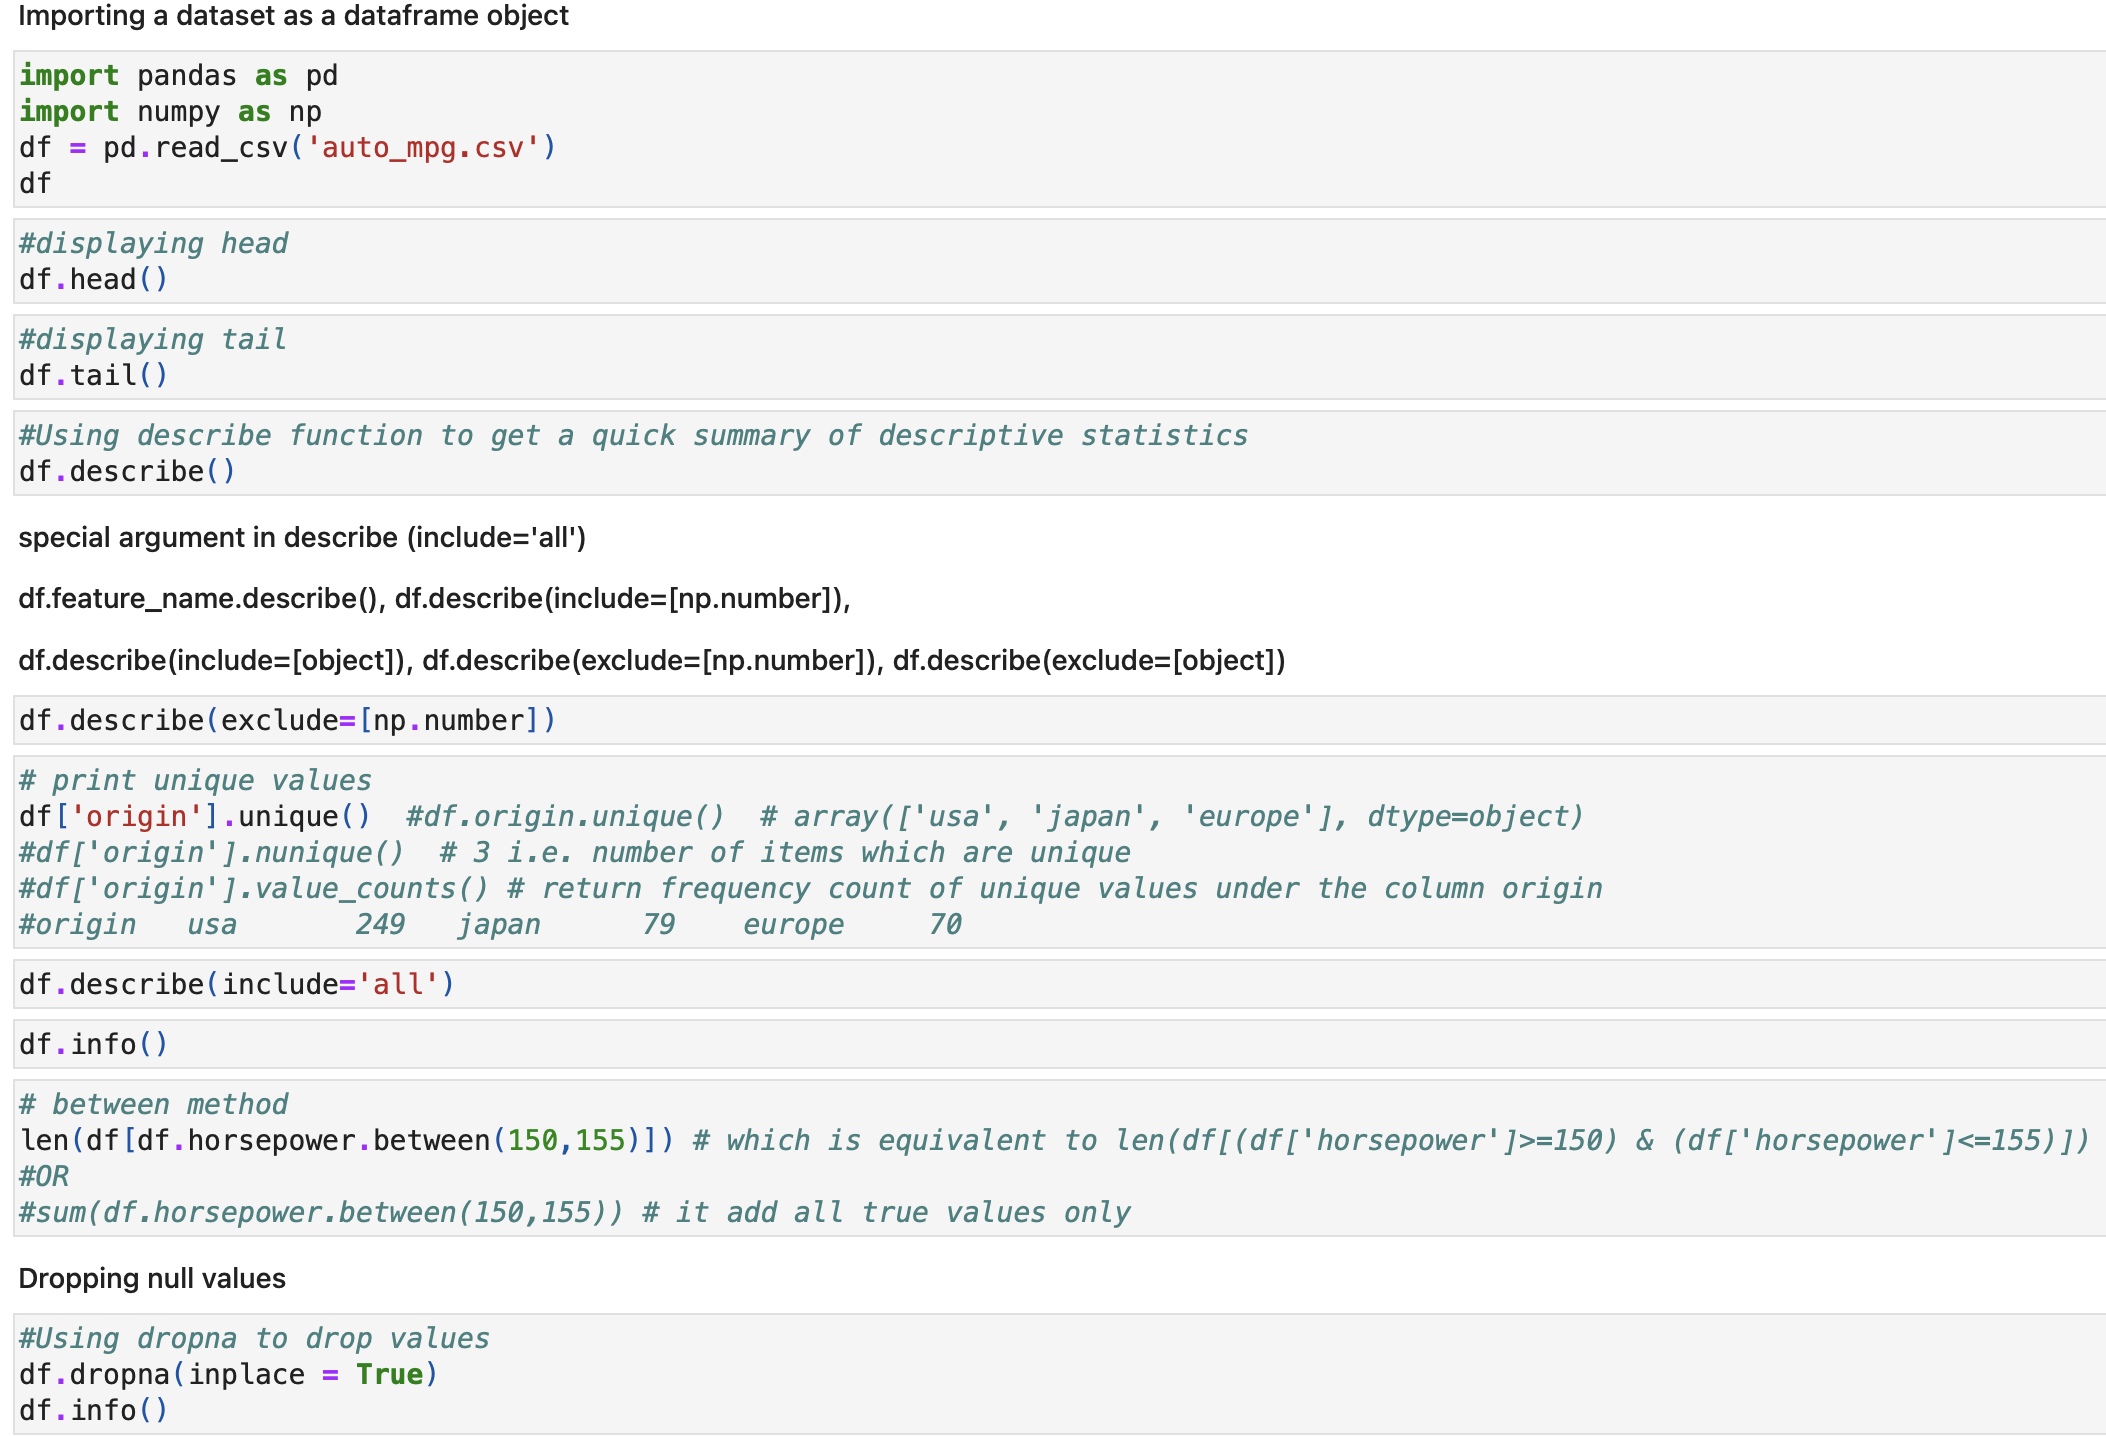 Importing a dataset as a dataframe object
import pandas as pd
import numpy as np
df = pd.read_csv('auto_mpg.csv')
df
#displaying head
df.head()
#displaying tail
df.tail()
#Using describe function to get a quick summary of descriptive statistics
df.describe()
special argument in describe (include='all')
df.feature_name.describe(), df.describe(include=[np.number]),
df.describe(include=[object]), df.describe(exclude=[np.number]), df.describe(exclude=[object])
df.describe(exclude=[np.number])
# print unique values
df['origin'].unique()  #df.origin.unique()  # array(['usa', 'japan', 'europe'], dtype=object)
#df['origin'].nunique()  # 3 i.e. number of items which are unique
#df['origin'].value_counts() # return frequency count of unique values under the column origin
#origin   usa       249   japan      79    europe     70
df.describe(include='all')
df.info()
# between method
len(df[df.horsepower.between(150,155)]) # which is equivalent to len(df[(df['horsepower']>=150) & (df['horsepower']<=155)])
#OR
#sum(df.horsepower.between(150,155)) # it add all true values only
Dropping null values
#Using dropna to drop values
df.dropna(inplace = True)
df.info()